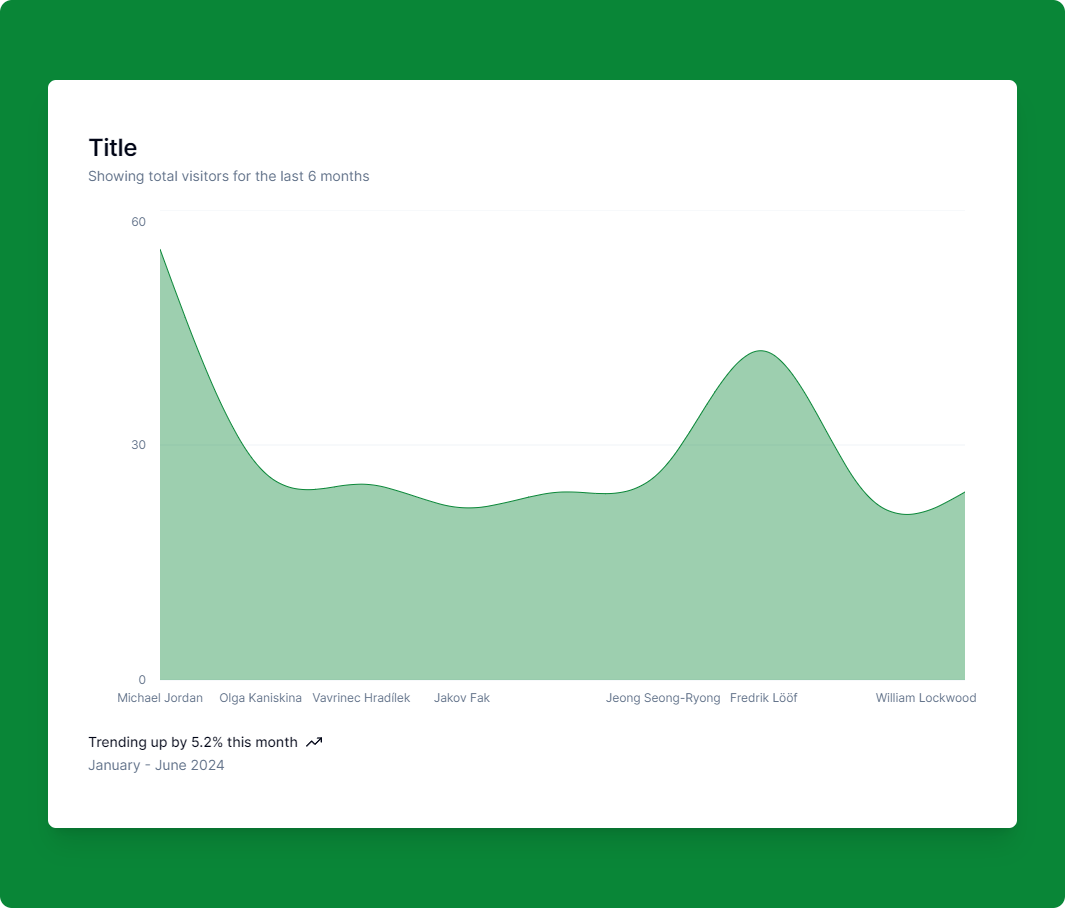 Title
Showing total visitors for the last 6 months
60
30
0
Michael Jordan Olga Kaniskina Vavrinec Hradílek Jakov Fak Jeong Seong-Ryong Fredrik Lööf William Lockwood
Trending up by 5.2% this month
January - June 2024